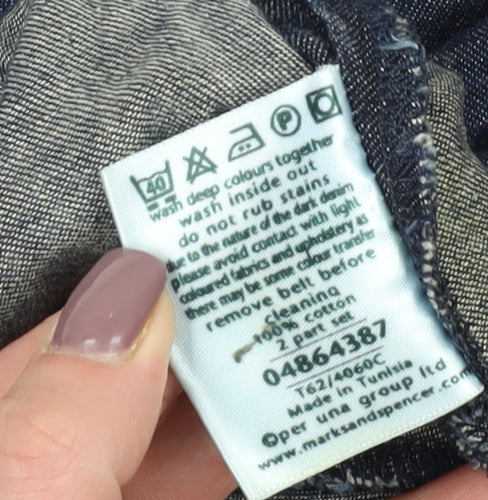 40 P
wash deep colours together
wash inside out
do not rub stains
due to the nature of the dark denim
please avoid contact with light
coloured fabrics and upholstery as
there may be some colour transfer
remove belt before
cleaning
100% cotton
2 part set
04864387
T62/4060C
Made in Tunisia
©per una group ltd
www.marksandspencer.com